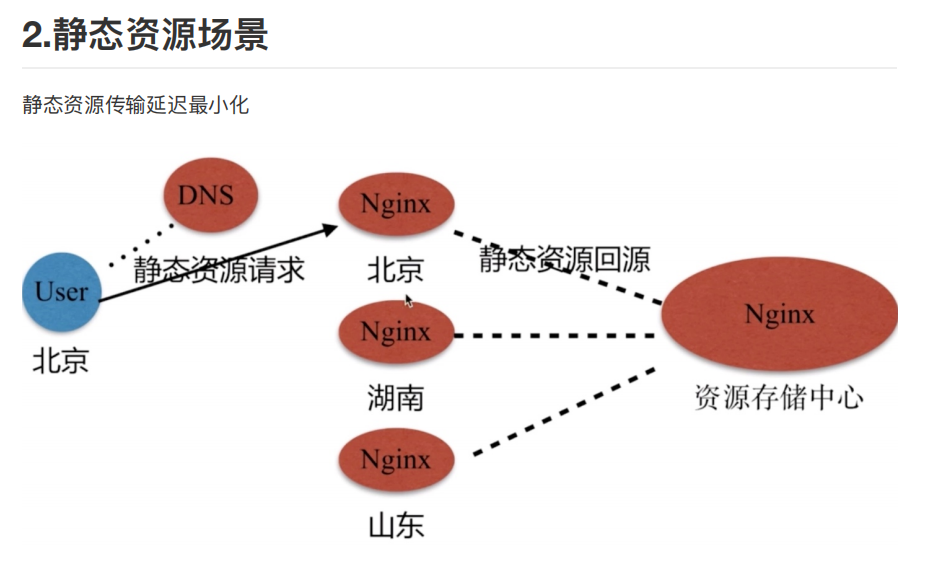 2.静态资源场景
静态资源传输延迟最小化
DNS
Nginx
静态资源请求
北京
静态资源回源
User
北京
Nginx
湖南
Nginx
资源存储中心
Nginx
山东